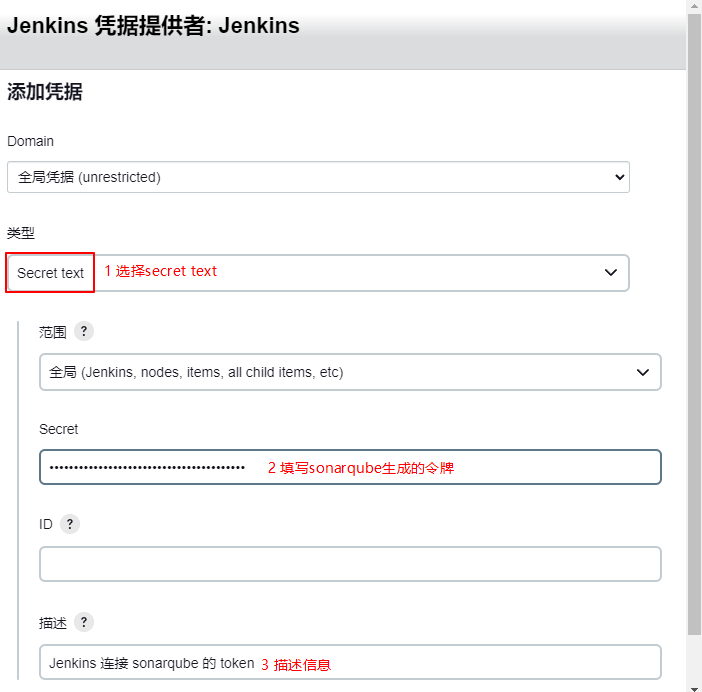 Jenkins 凭据提供者: Jenkins
添加凭据
Domain
全局凭据 (unrestricted)
类型
Secret text 1 选择secret text
范围 ?
全局 (Jenkins, nodes, items, all child items, etc)
Secret
•••••••••••••••••••••••••••••••••••••••• 2 填写sonarqube生成的令牌
ID ?
描述 ?
Jenkins 连接 sonarqube 的 token 3 描述信息